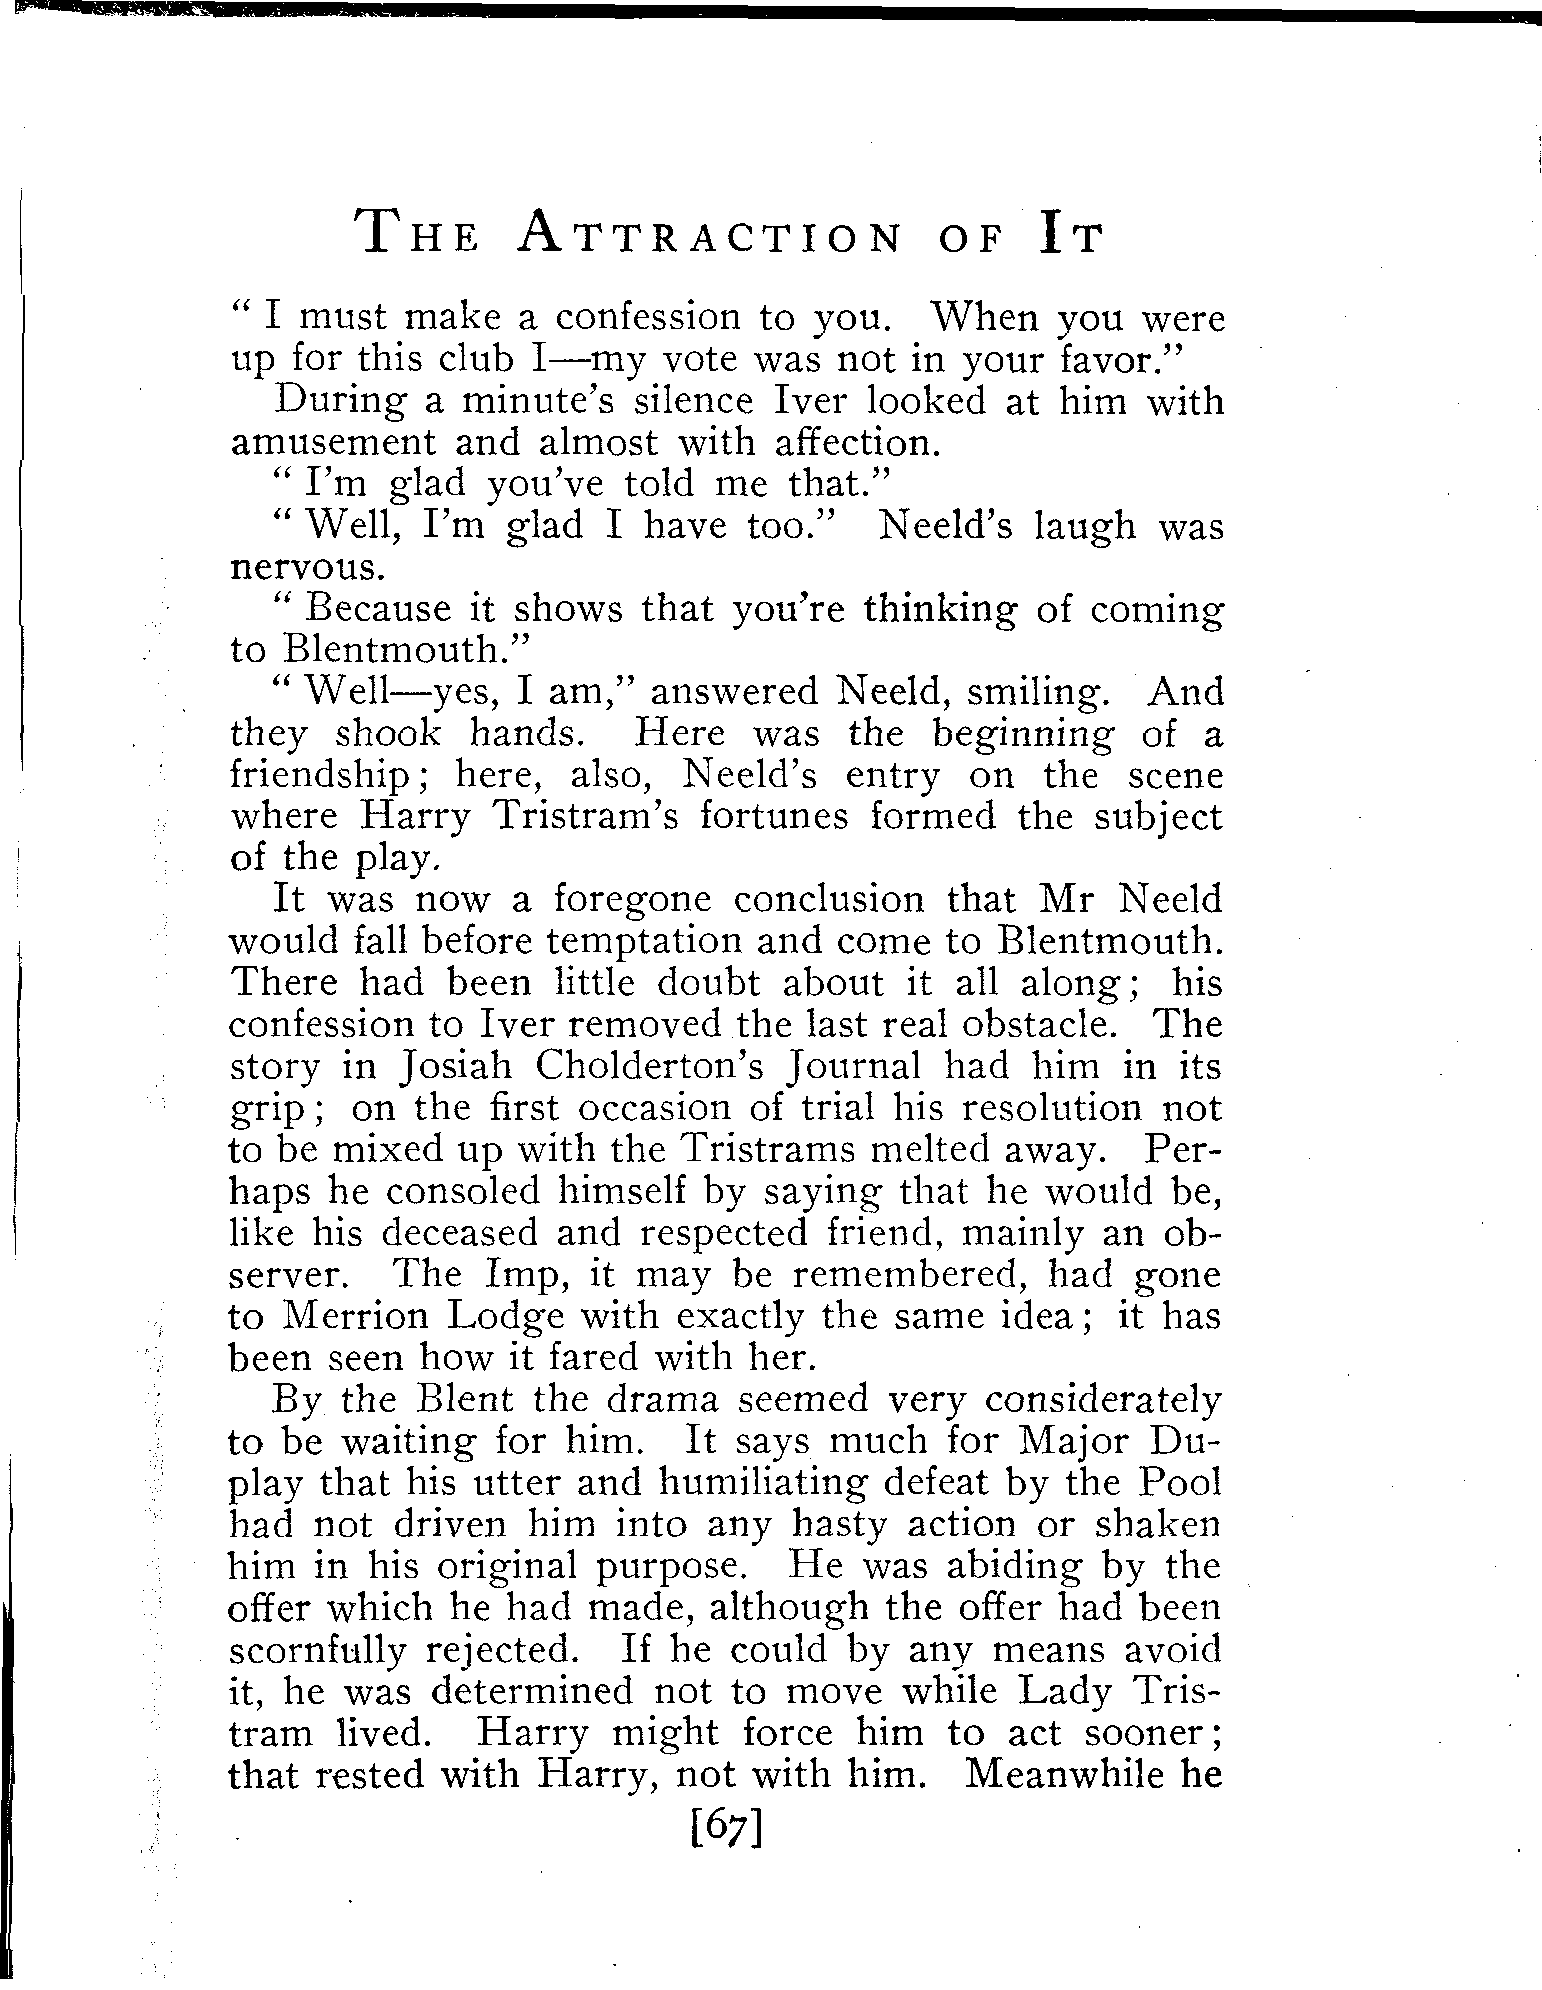 The Attraction of It
“ I must make a confession to you. When you were
up for this club I—my vote was not in your favor.”
During a minute's silence Iver looked at him with
amusement and almost with affection.
“ I'm glad you've told me that.”
“ Well, I'm glad I have too.” Neeld's laugh was
nervous.
“ Because it shows that you're thinking of coming
to Blentmouth.”
“ Well—yes, I am,” answered Neeld, smiling. And
they shook hands. Here was the beginning of a
friendship; here, also, Neeld's entry on the scene
where Harry Tristram's fortunes formed the subject
of the play.
It was now a foregone conclusion that Mr Neeld
would fall before temptation and come to Blentmouth.
There had been little doubt about it all along; his
confession to Iver removed the last real obstacle. The
story in Josiah Cholderton's Journal had him in its
grip; on the first occasion of trial his resolution not
to be mixed up with the Tristrams melted away. Per-
haps he consoled himself by saying that he would be,
like his deceased and respected friend, mainly an ob-
server. The Imp, it may be remembered, had gone
to Merrion Lodge with exactly the same idea; it has
been seen how it fared with her.
By the Blent the drama seemed very considerately
to be waiting for him. It says much for Major Du-
play that his utter and humiliating defeat by the Pool
had not driven him into any hasty action or shaken
him in his original purpose. He was abiding by the
offer which he had made, although the offer had been
scornfully rejected. If he could by any means avoid
it, he was determined not to move while Lady Tris-
tram lived. Harry might force him to act sooner;
that rested with Harry, not with him. Meanwhile he
[67]